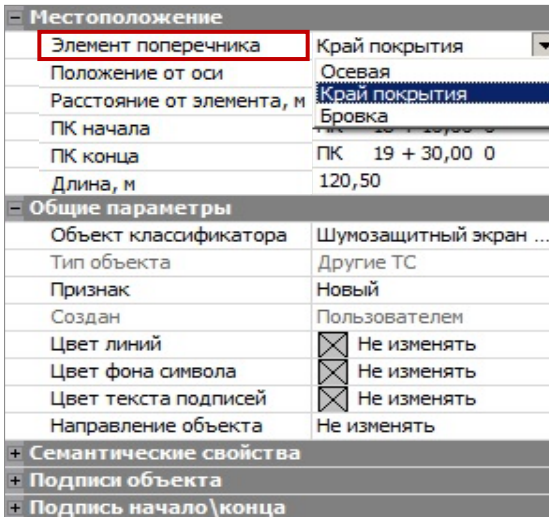 Местоположение
Элемент поперечника Край покрытия
Положение от оси Осевая
Расстояние от элемента, м Край покрытия
Бровка
ПК начала
ПК конца ПК 19 + 30,00 0
Длина, м 120,50
Общие параметры
Объект классификатора Шумозащитный экран ...
Тип объекта Другие ТС
Признак Новый
Создан Пользователем
Цвет линий Не изменять
Цвет фона символа Не изменять
Цвет текста подписей Не изменять
Направление объекта Не изменять
Семантические свойства
Подписи объекта
Подпись начало\конца